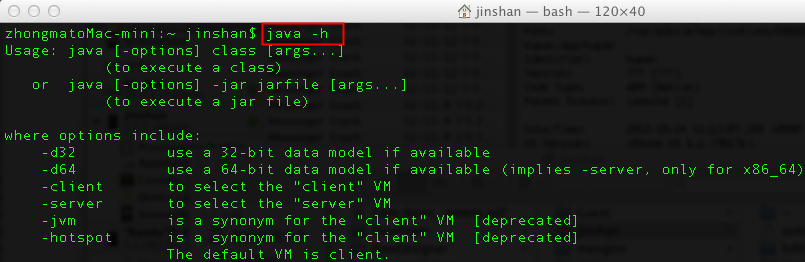 jinshan — bash — 120×40
zhongmatoMac-mini:~ jinshan$ java -h
Usage: java [-options] class [args...]
(to execute a class)
or java [-options] -jar jarfile [args...]
(to execute a jar file)
where options include:
-d32 use a 32-bit data model if available
-d64 use a 64-bit data model if available (implies -server, only for x86_64)
-client to select the "client" VM
-server to select the "server" VM
-jvm is a synonym for the "client" VM [deprecated]
-hotspot is a synonym for the "client" VM [deprecated]
The default VM is client.